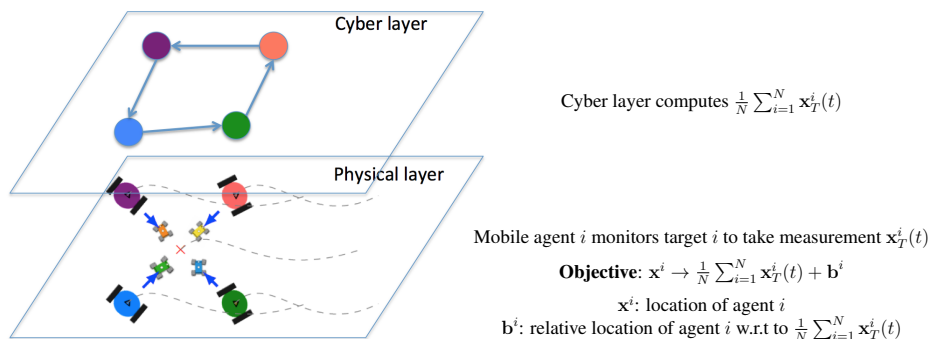 Cyber layer
Cyber layer computes $\frac{1}{N} \sum_{i=1}^{N} \mathbf{x}_T^i(t)$
Physical layer
Mobile agent $i$ monitors target $i$ to take measurement $\mathbf{x}_T^i(t)$
Objective: $\mathbf{x}^i \to \frac{1}{N} \sum_{i=1}^{N} \mathbf{x}_T^i(t) + \mathbf{b}^i$
$\mathbf{x}^i$: location of agent $i$
$\mathbf{b}^i$: relative location of agent $i$ w.r.t to $\frac{1}{N} \sum_{i=1}^{N} \mathbf{x}_T^i(t)$